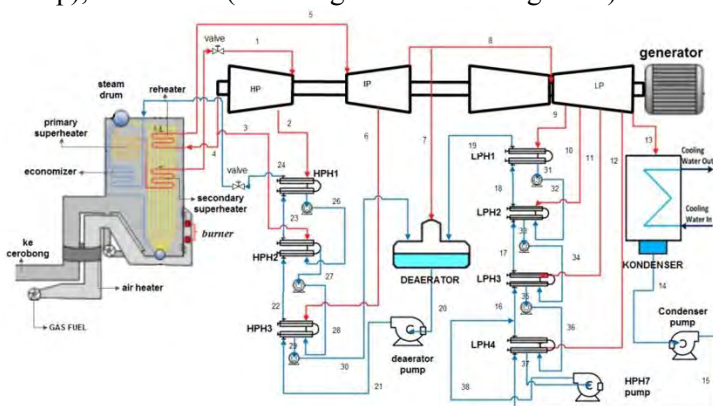 valve
steam
drum
reheater
primary
superheater
economizer
secondary
superheater
burner
ke
cerobong
air heater
GAS FUEL
valve
HP
IP
LP
generator
1
2
3
4
5
6
7
8
9
10
11
12
13
14
15
16
17
18
19
20
21
22
23
24
26
27
28
29
30
31
32
33
34
35
36
37
38
HPH1
HPH2
HPH3
DEAERATOR
deaerator
pump
LPH1
LPH2
LPH3
LPH4
HPH7
pump
Cooling
Water Out
Cooling
Water In
KONDENSER
Condenser
pump